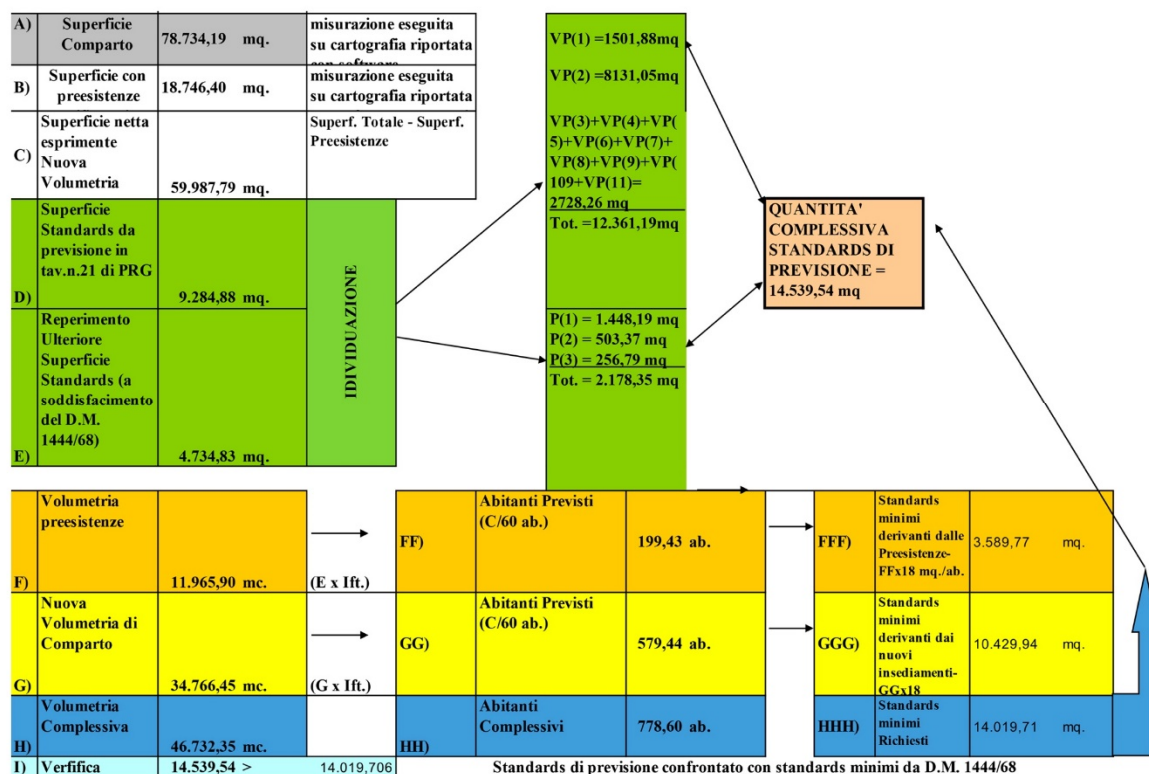 A) Superficie Comparto 78.734,19 mq. misurazione eseguita su cartografia riportata
B) Superficie con preesistenze 18.746,40 mq. misurazione eseguita su cartografia riportata
C) Superficie netta esprimente Nuova Volumetria 59.987,79 mq. Superf. Totale - Superf. Preesistenze
D) Superficie Standards da previsione in tav.n.21 di PRG 9.284,88 mq.
E) Reperimento Ulteriore Superficie Standards (a soddisfacimento del D.M. 1444/68) 4.734,83 mq.
IDIVIDUAZIONE
VP(1) =1501,88mq
VP(2) =8131,05mq
VP(3)+VP(4)+VP(
5)+VP(6)+VP(7)+
VP(8)+VP(9)+VP(
109+VP(11)=
2728,26 mq
Tot. =12.361,19mq
P(1) = 1.448,19 mq
P(2) = 503,37 mq
P(3) = 256,79 mq
Tot. = 2.178,35 mq
QUANTITA'
COMPLESSIVA
STANDARDS DI
PREVISIONE =
14.539,54 mq
F) Volumetria preesistenze 11.965,90 mc. (E x Ift.) FF) Abitanti Previsti (C/60 ab.) 199,43 ab. FFF) Standards minimi derivanti dalle Preesistenze-FFx18 mq./ab. 3.589,77 mq.
G) Nuova Volumetria di Comparto 34.766,45 mc. (G x Ift.) GG) Abitanti Previsti (C/60 ab.) 579,44 ab. GGG) Standards minimi derivanti dai nuovi insediamenti-GGx18 10.429,94 mq.
H) Volumetria Complessiva 46.732,35 mc. HH) Abitanti Complessivi 778,60 ab. HHH) Standards minimi Richiesti 14.019,71 mq.
I) Verfifica 14.539,54 > 14.019,706 Standards di previsione confrontato con standards minimi da D.M. 1444/68